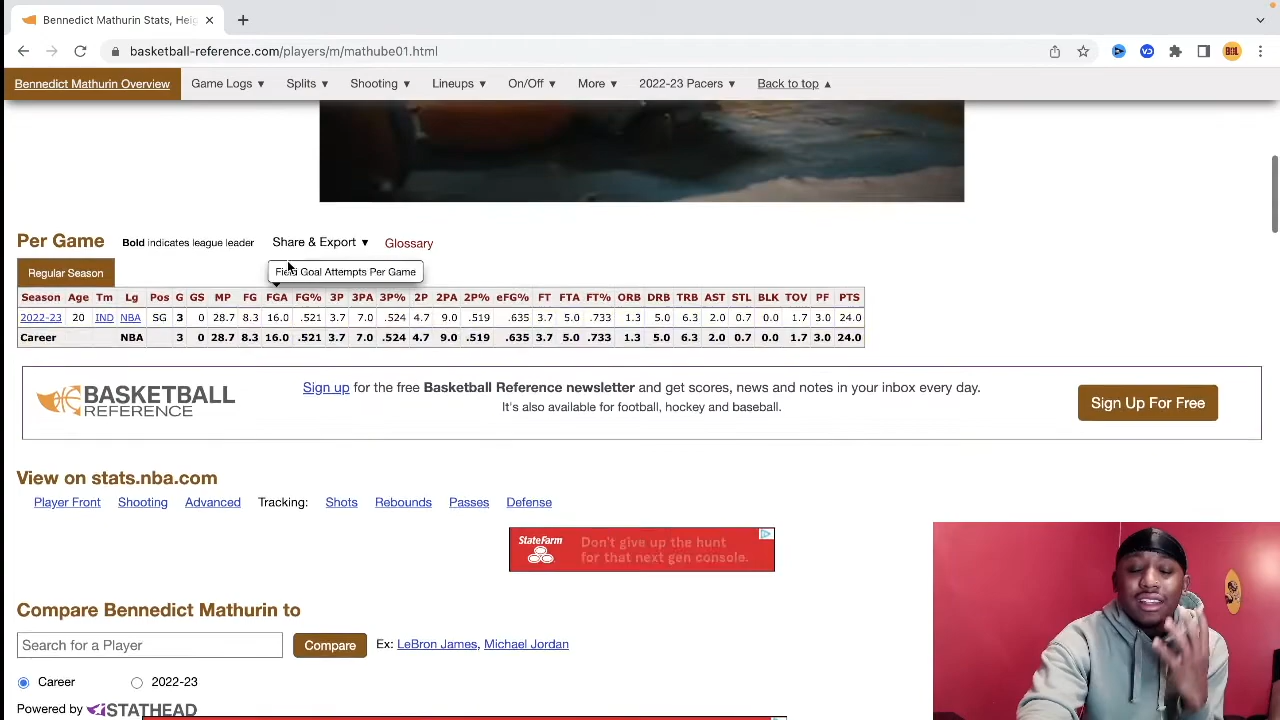 Bennedict Mathurin Stats, Heig
basketball-reference.com/players/m/mathube01.html
BDL
Bennedict Mathurin Overview Game Logs ▼ Splits ▼ Shooting ▼ Lineups ▼ On/Off ▼ More ▼ 2022-23 Pacers ▼ Back to top ▲
Per Game Bold indicates league leader Share & Export ▼ Glossary
Regular Season
Field Goal Attempts Per Game
Season Age Tm Lg Pos G GS MP FG FGA FG% 3P 3PA 3P% 2P 2PA 2P% eFG% FT FTA FT% ORB DRB TRB AST STL BLK TOV PF PTS
2022-23 20 IND NBA SG 3 0 28.7 8.3 16.0 .521 3.7 7.0 .524 4.7 9.0 .519 .635 3.7 5.0 .733 1.3 5.0 6.3 2.0 0.7 0.0 1.7 3.0 24.0
Career NBA 3 0 28.7 8.3 16.0 .521 3.7 7.0 .524 4.7 9.0 .519 .635 3.7 5.0 .733 1.3 5.0 6.3 2.0 0.7 0.0 1.7 3.0 24.0
BASKETBALL
REFERENCE
Sign up for the free Basketball Reference newsletter and get scores, news and notes in your inbox every day.
It's also available for football, hockey and baseball.
Sign Up For Free
View on stats.nba.com
Player Front Shooting Advanced Tracking: Shots Rebounds Passes Defense
StateFarm
Don't give up the hunt
for that next gen console.
Compare Bennedict Mathurin to
Search for a Player Compare Ex: LeBron James, Michael Jordan
Career 2022-23
Powered by STATHEAD